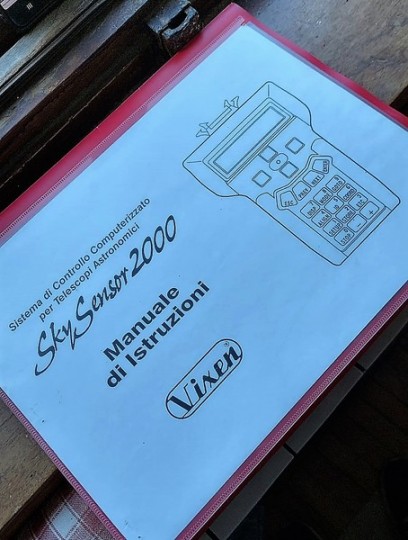 Sistema di Controllo Computerizzato
per Telescopi Astronomici
SkySensor2000
Manuale
di Istruzioni
Vixen®